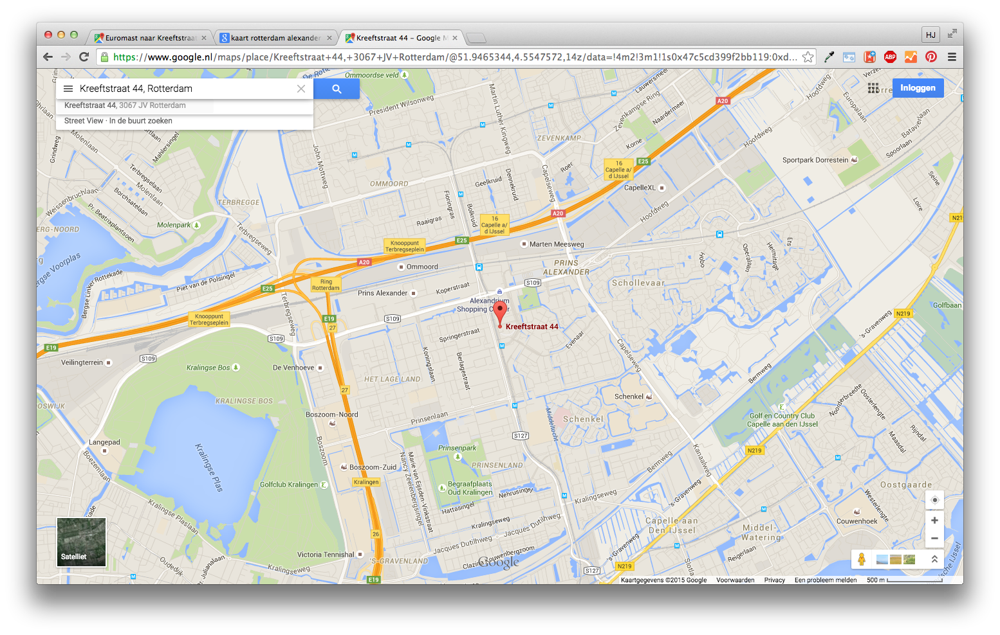 Euromast naar Kreeftstraat
kaart rotterdam alexander
Kreeftstraat 44 - Google M
HJ
https://www.google.nl/maps/place/Kreeftstraat+44,+3067+JV+Rotterdam/@51.9465344,4.5547572,14z/data=!4m2!3m1!1s0x47c5cd399f2bb119:0xd...
ABP
Kreeftstraat 44, Rotterdam
Kreeftstraat 44, 3067 JV Rotterdam
Street View · In de buurt zoeken
Inloggen
Ommoordse veld
President Wilsonweg
Martin Luther Kingweg
Lauwersmeer
Zevenkampse Ring
Naardermeer
A20
Verzetenweg
Europalaan
Batavierlaan
Spoorlaan
Hoofdweg
Korne
ZEVENKAMP
Grindweg
Molenlaan
Mahlersingel
Terbregselaan
Molenlaan
Borchsatelaan
Weissenbruchlaan
Pr. Beatrixplantsoen
John Mottweg
OMMOORD
Geelkruid
Dennekruid
Capelseweg
Roer
16
Capelle a/
d IJssel
E25
Sportpark Dorrestein
CapelleXL
Seine
Loire
Hoofdweg
TERBREGGE
Fioringras
Bolkruid
Raaigras
A20
16
Capelle a/
d IJssel
N219
BERG-NOORD
Molenpark
Terbregseweg
Knooppunt
Terbregseplein
E25
Marten Meesweg
Ets
Hermitage
Operalaan
Hobo
Bergse Voorplas
A20
Ommoord
PRINS
ALEXANDER
Bergse Linker Rottekade
Piet van de Polsingel
E25
Ring
Rotterdam
Prins Alexander
Koperstraat
S109
Schollevaar
Alexandrium
Shopping Center
Golfbaan
Knooppunt
Terbregseplein
Terbregseweg
E19
27
S109
Kreeftstraat 44
N219
's-Gravenweg
E19
S109
S109
Springerstraat
Evenaar
Capelseweg
Veilingterrein
Kralingse Bos
De Venhoeve
Koningslaan
Berlagestraat
Bermweg
HET LAGE LAND
27
KRALINGSE BOS
Schenkel
Noorderbreedte
Oosterlengte
Boszoom-Noord
Prinsenlaan
Middeltocht
Schenkel
Golf en Country Club
Capelle aan den IJssel
Rijndal
Maasdal
Langepad
Boszoom
Prinsenpark
S127
N219
Boezemlaan
Kralingse Plas
Boszoom-Zuid
Nancy Zeelenbergsingel
Marie van Eijsden-Vinkstraat
PRINSENLAND
Bermweg
Kanaalweg
Golfclub Kralingen
Kralingen
Begraafplaats
Oud Kralingen
Nehrusingel
Oostgaarde
Hattasingel
Kralingseweg
's-Gravenweg
Westerlengte
Kralingse Plaslaan
Kralingseweg
Capelle aan
Den IJssel
Middel-
Watering
Couwenhoek
26
Jacques Dutilhweg
Jacques Dutilhweg
Satelliet
Victoria Tennishal
Clazina Kouwenbergzoom
Google
's-Gravenweg
Reigerlaan
Oudedijk
Julianalaan
'S-GRAVENLAND
N219
S127
Slotlaan
E19
Kaartgegevens ©2015 Google
Voorwaarden
Privacy
Een probleem melden
500 m